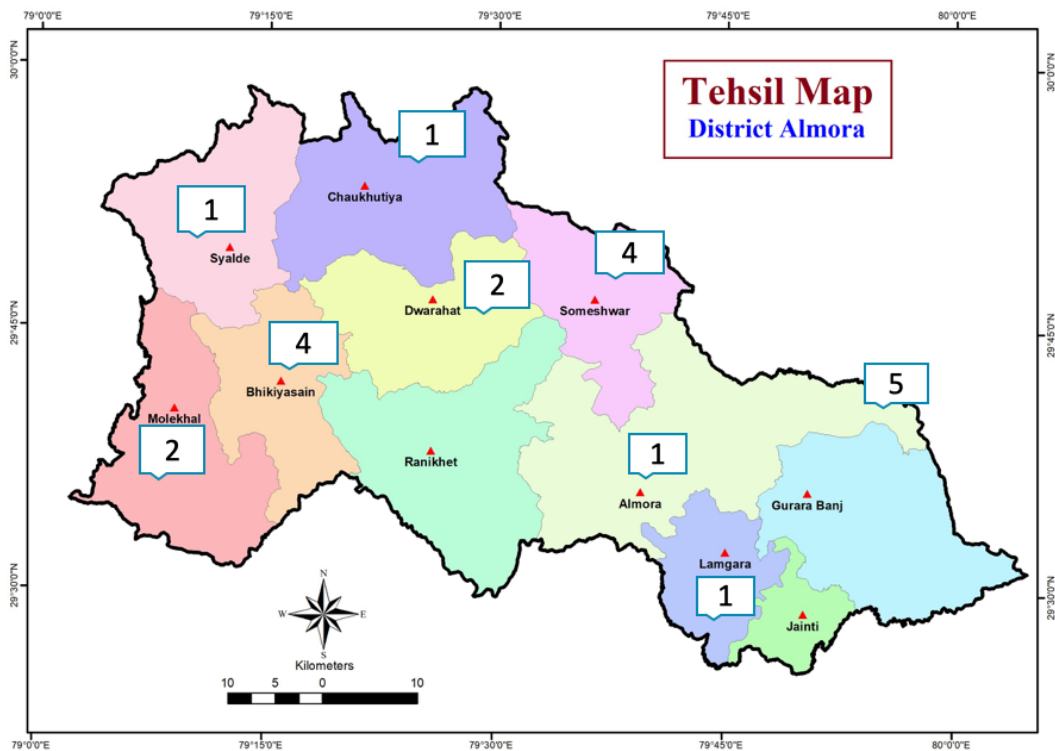 79°0'0"E 79°15'0"E 79°30'0"E 79°45'0"E 80°0'0"E
30°0'0"N 30°0'0"N
Tehsil Map
District Almora
1
Chaukhutiya
1
Syalde
4
2
Dwarahat
Someshwar
29°45'0"N 29°45'0"N
4
Bhikiyasain
5
Molekhal
2
Ranikhet
1
Almora
Gurara Banj
Lamgara
1
29°30'0"N 29°30'0"N
Jainti
N
W E
S
Kilometers
10 5 0 10
79°0'0"E 79°15'0"E 79°30'0"E 79°45'0"E 80°0'0"E